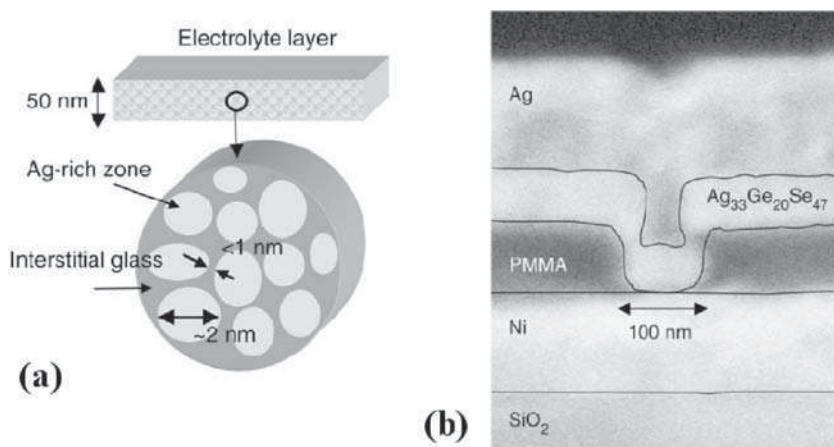 Electrolyte layer
50 nm
Ag-rich zone
<1 nm
Interstitial glass
~2 nm
(a)
Ag
Ag33Ge20Se47
PMMA
100 nm
Ni
SiO2
(b)